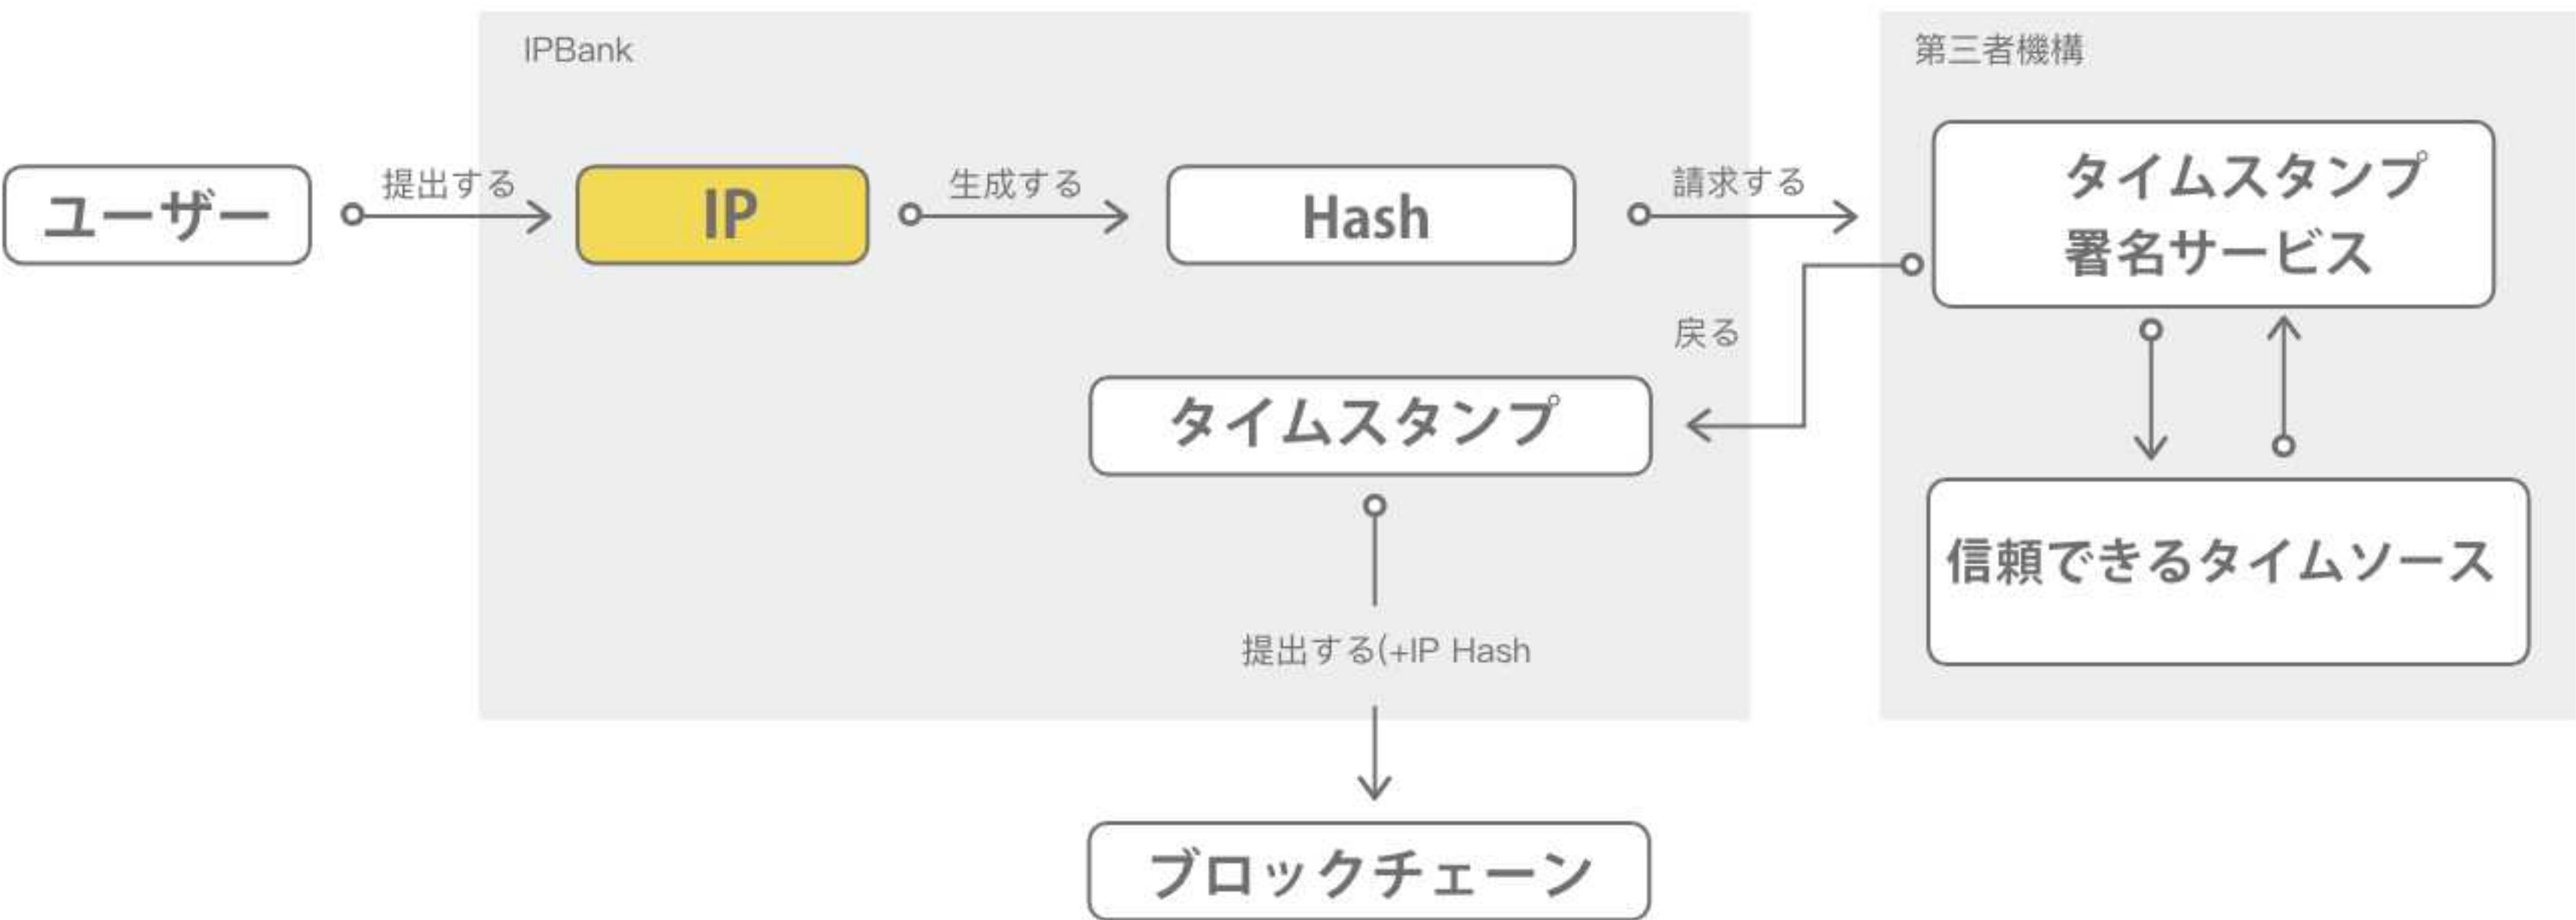 IPBank
第三者機構
ユーザー
提出する
IP
生成する
Hash
請求する
タイムスタンプ
署名サービス
戻る
タイムスタンプ
信頼できるタイムソース
提出する(+IP Hash
ブロックチェーン